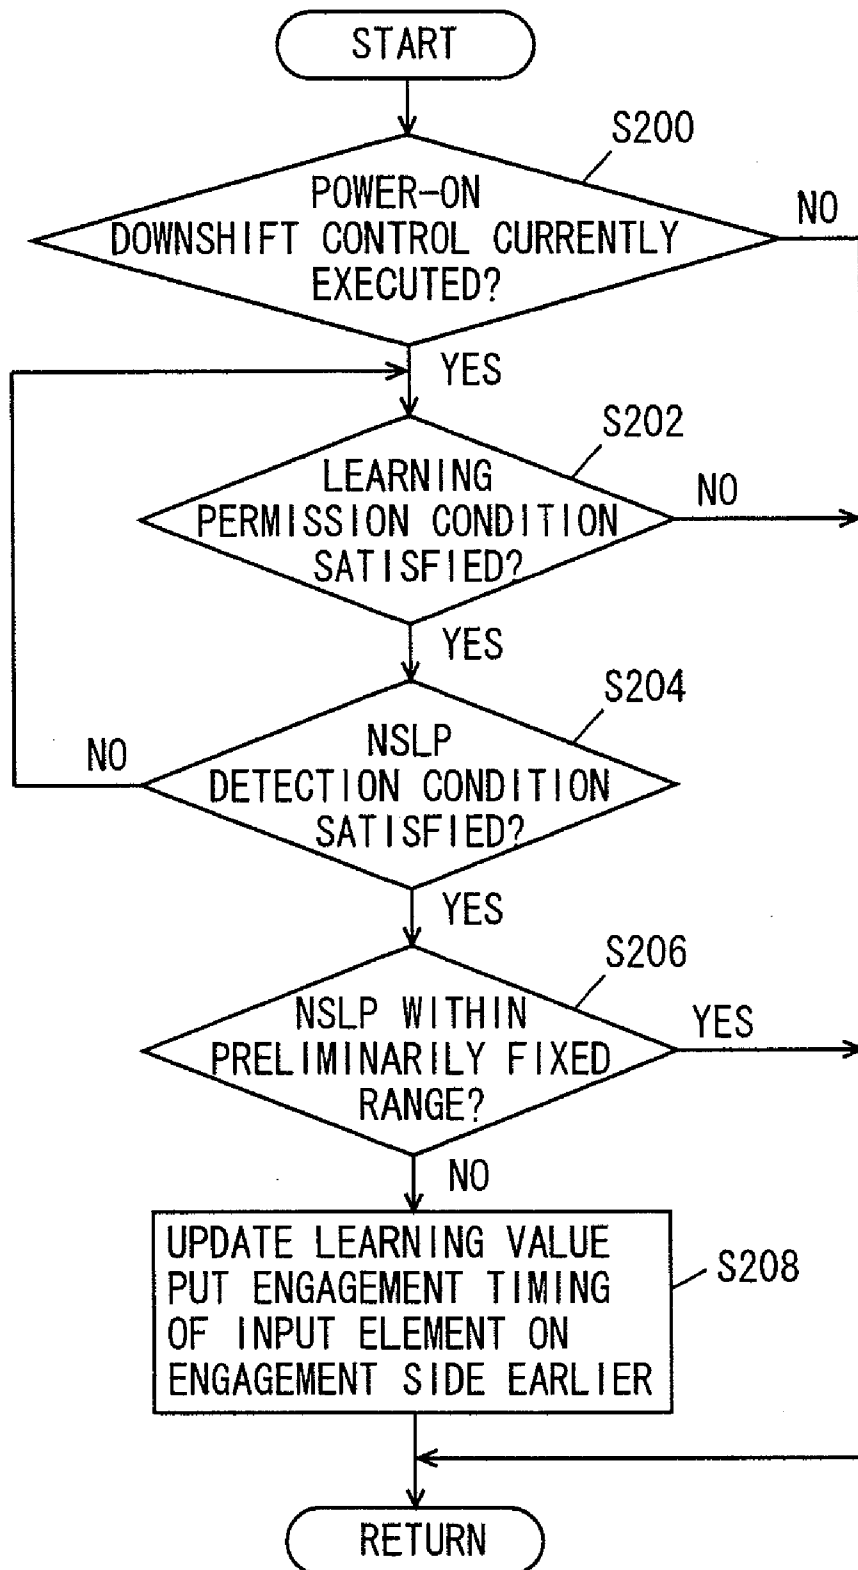 START
S200
POWER-ON
DOWNSHIFT CONTROL CURRENTLY
EXECUTED?
NO
YES
S202
LEARNING
PERMISSION CONDITION
SATISFIED?
NO
YES
S204
NSLP
DETECTION CONDITION
SATISFIED?
NO
YES
S206
NSLP WITHIN
PRELIMINARILY FIXED
RANGE?
YES
NO
UPDATE LEARNING VALUE
PUT ENGAGEMENT TIMING
OF INPUT ELEMENT ON
ENGAGEMENT SIDE EARLIER
S208
RETURN